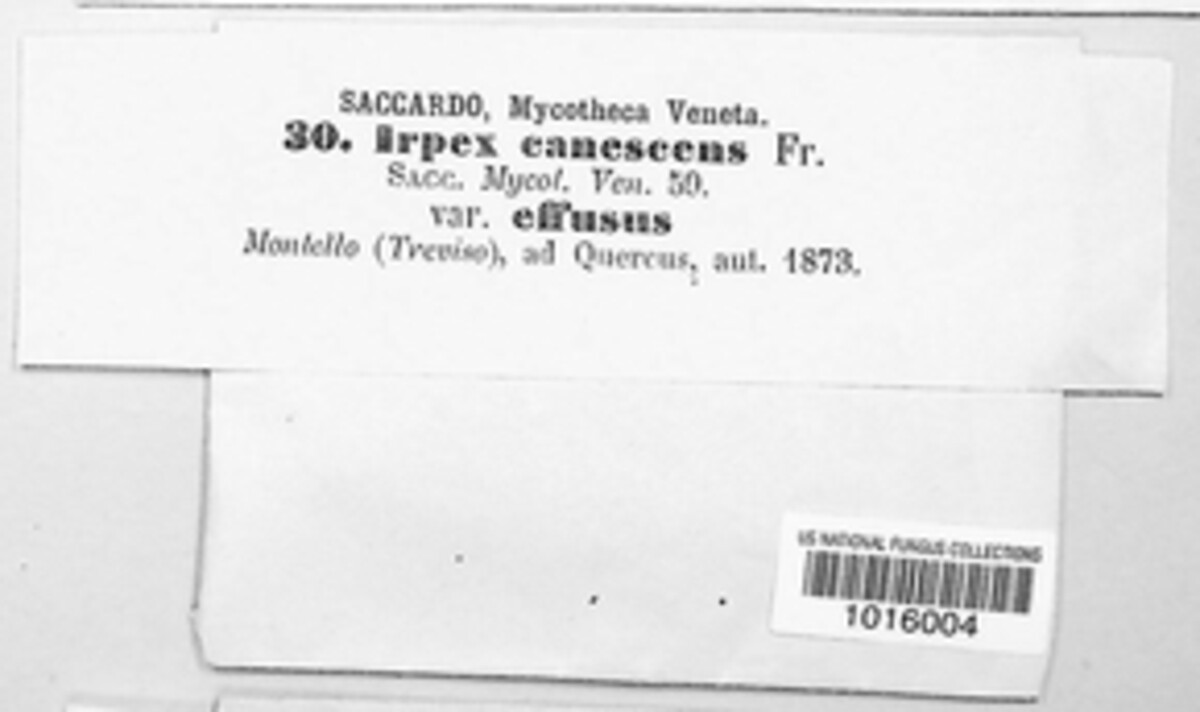 SACCARDO, Mycotheca Veneta.
30. Irpex canescens Fr.
SACC. Mycol. Ven. 50.
var. effusus
Montello (Treviso), ad Quercus, aut. 1873.
US NATIONAL FUNGUS COLLECTIONS
1016004